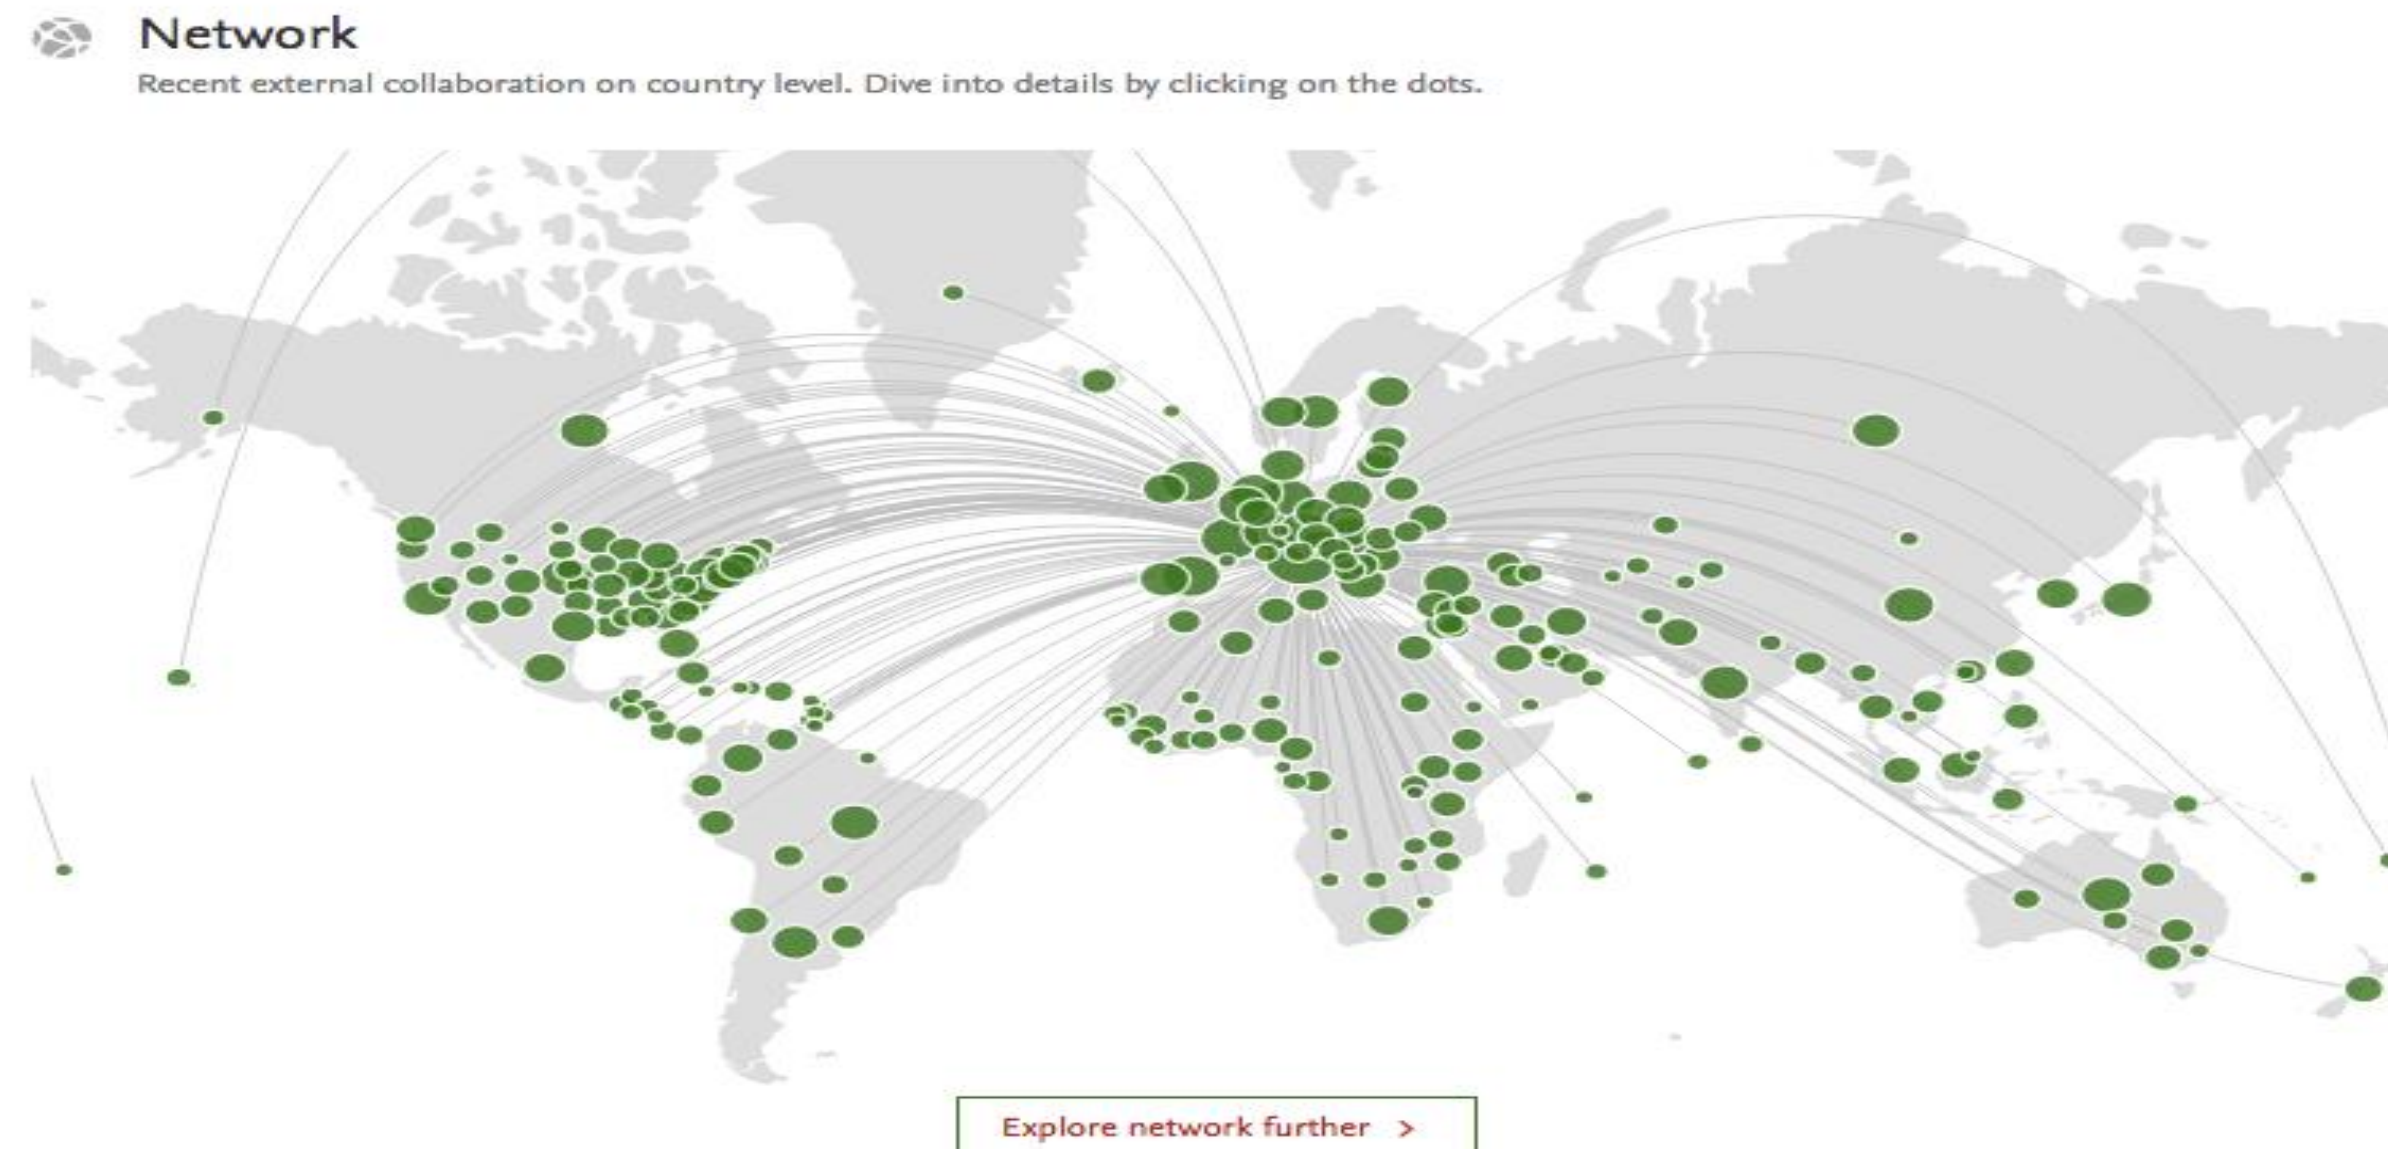 Network
Recent external collaboration on country level. Dive into details by clicking on the dots.
Explore network further >